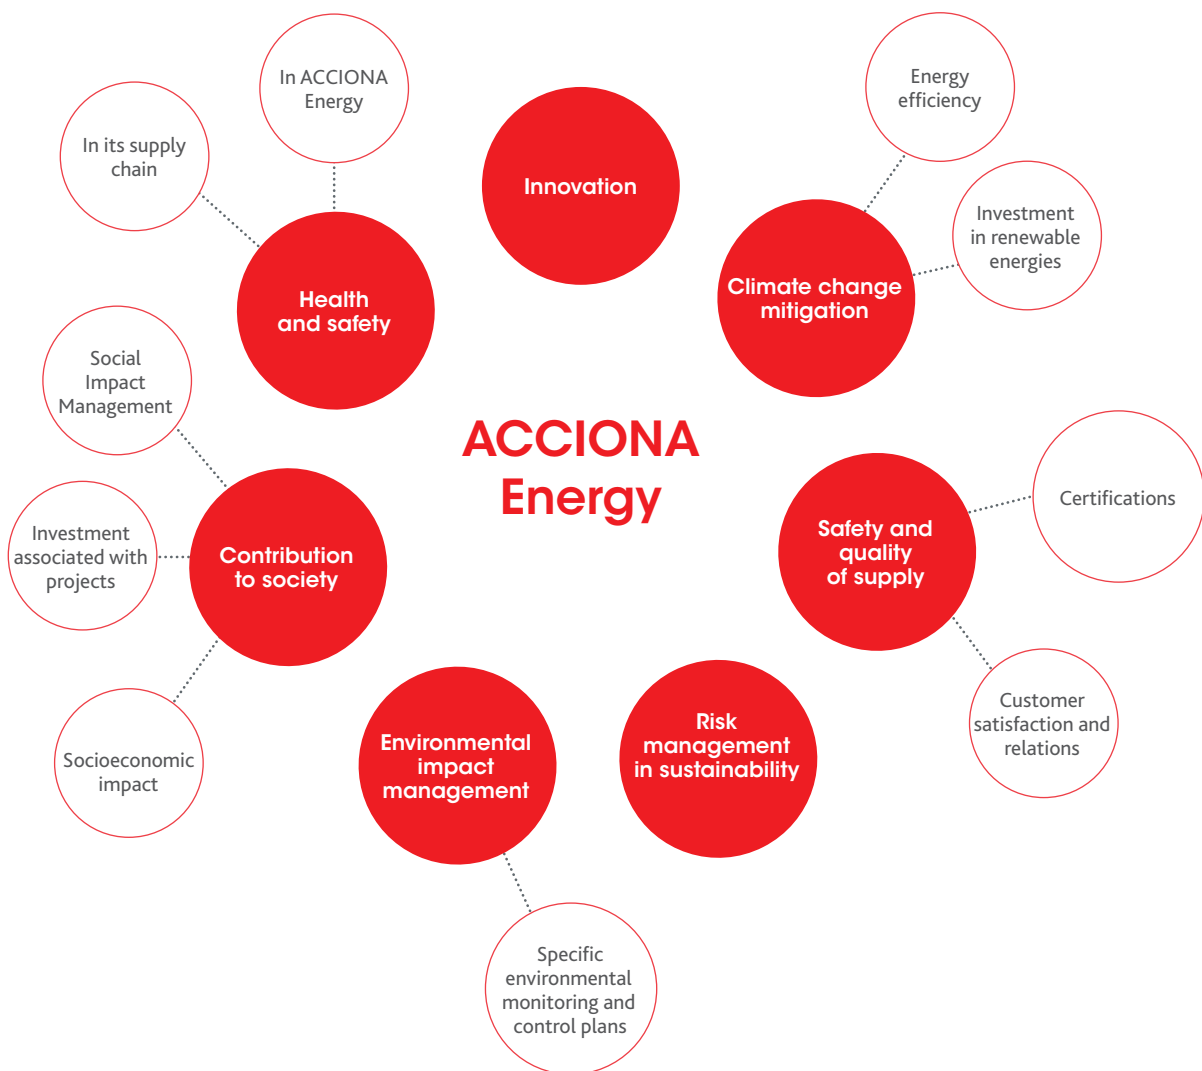 In ACCIONA
Energy
Energy
efficiency
In its supply
chain
Innovation
Investment
in renewable
energies
Health
and safety
Climate change
mitigation
Social
Impact
Management
ACCIONA
Energy
Certifications
Investment
associated with
projects
Contribution
to society
Safety and
quality
of supply
Socioeconomic
impact
Environmental
impact
management
Risk
management
in sustainability
Customer
satisfaction and
relations
Specific
environmental
monitoring and
control plans